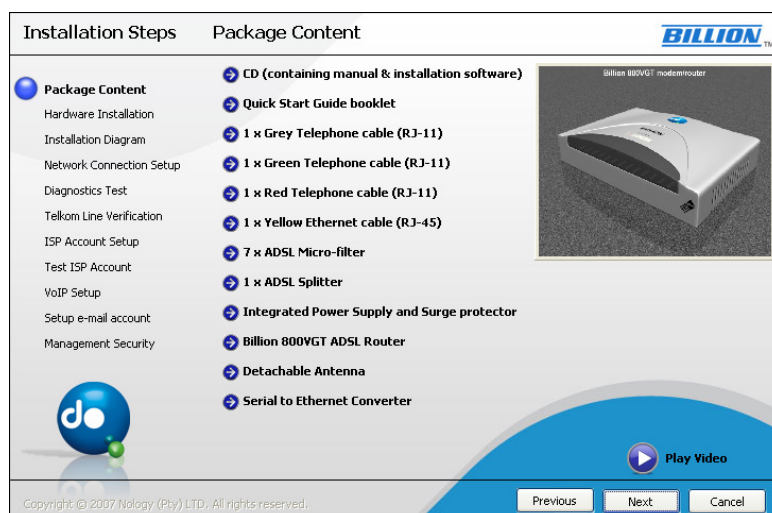 Installation Steps
Package Content
BILLION TM
Package Content
Hardware Installation
Installation Diagram
Network Connection Setup
Diagnostics Test
Telkom Line Verification
ISP Account Setup
Test ISP Account
VoIP Setup
Setup e-mail account
Management Security
CD (containing manual & installation software)
Quick Start Guide booklet
1 x Grey Telephone cable (RJ-11)
1 x Green Telephone cable (RJ-11)
1 x Red Telephone cable (RJ-11)
1 x Yellow Ethernet cable (RJ-45)
7 x ADSL Micro-filter
1 x ADSL Splitter
Integrated Power Supply and Surge protector
Billion 800VGT ADSL Router
Detachable Antenna
Serial to Ethernet Converter
Billion 800VGT modem/router
do
Play Video
Copyright © 2007 Nology (Pty) LTD. All rights reserved.
Previous
Next
Cancel